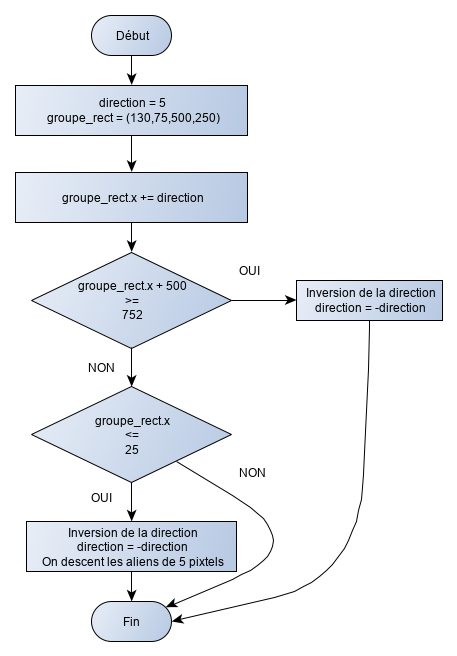 Début
direction = 5
groupe_rect = (130,75,500,250)
groupe_rect.x += direction
groupe_rect.x + 500
>=
752
OUI
Inversion de la direction
direction = -direction
NON
groupe_rect.x
<=
25
NON
OUI
Inversion de la direction
direction = -direction
On descent les aliens de 5 pixtels
Fin